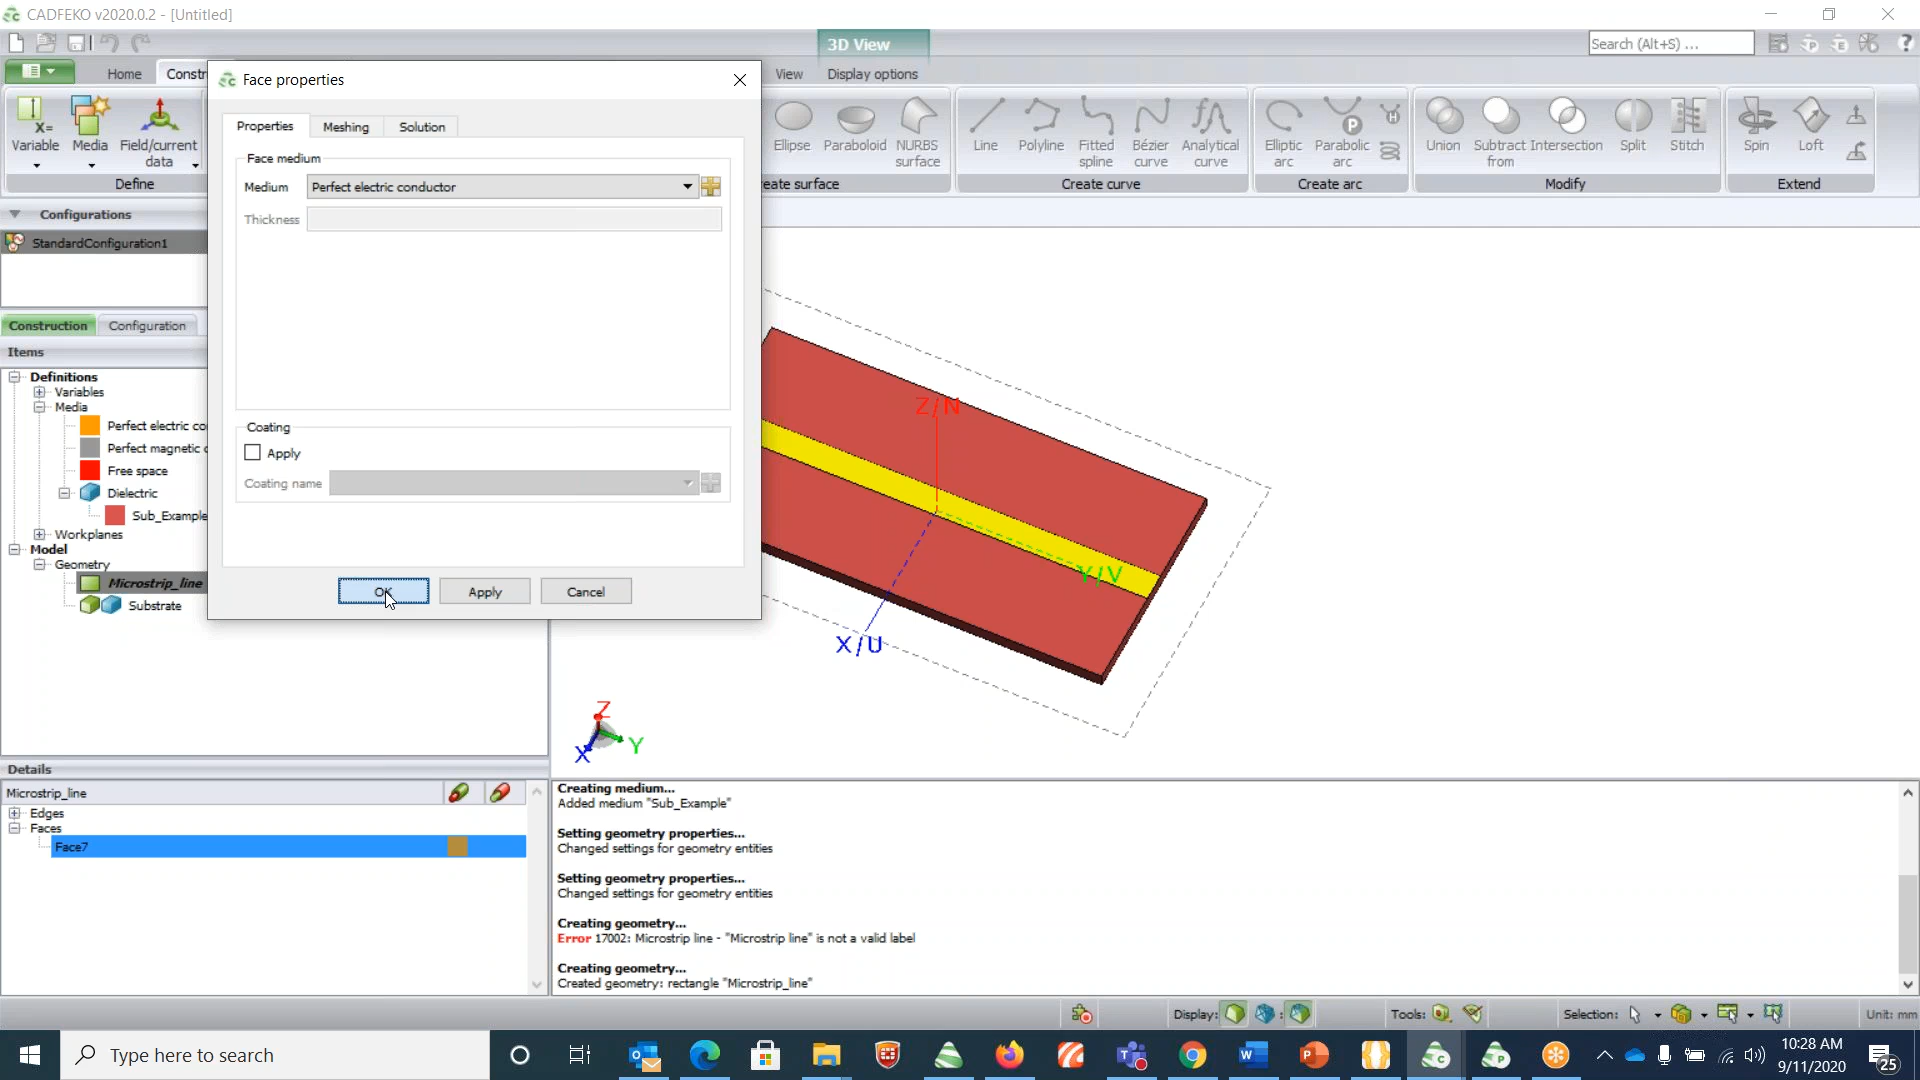 CADFEKO v2020.0.2 - [Untitled]
3D View
Search (Alt+S) ...
Home
Constr
View
Display options
Face properties
Properties
Meshing
Solution
Face medium
Medium
Perfect electric conductor
Thickness
Coating
Apply
Coating name
OK
Apply
Cancel
X=
Variable
Media
Field/current
data
Define
Ellipse
Paraboloid
NURBS
surface
eate surface
Line
Polyline
Fitted
spline
Bézier
curve
Analytical
curve
Create curve
Elliptic
arc
Parabolic
arc
Create arc
Union
Subtract
from
Intersection
Split
Stitch
Modify
Spin
Loft
Extend
Configurations
StandardConfiguration1
Construction
Configuration
Items
Definitions
Variables
Media
Perfect electric co
Perfect magnetic c
Free space
Dielectric
Sub_Example
Workplanes
Model
Geometry
Microstrip_line
Substrate
Z/N
Y/V
X/U
Z
Y
X
Details
Microstrip_line
Edges
Faces
Face7
Creating medium...
Added medium "Sub_Example"
Setting geometry properties...
Changed settings for geometry entities
Setting geometry properties...
Changed settings for geometry entities
Creating geometry...
Error 17002: Microstrip line - "Microstrip line" is not a valid label
Creating geometry...
Created geometry: rectangle "Microstrip_line"
Display:
Tools:
Selection:
Unit: mm
Type here to search
10:28 AM
9/11/2020
25